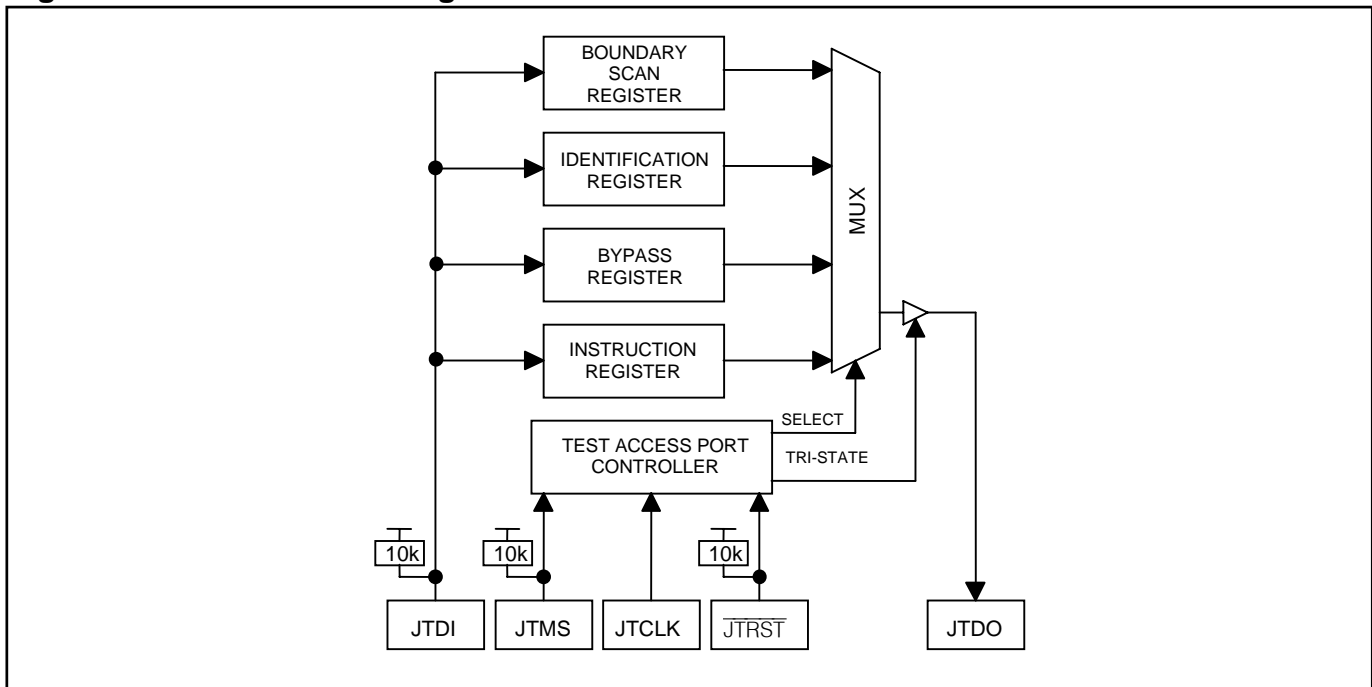 BOUNDARY
SCAN
REGISTER
IDENTIFICATION
REGISTER
BYPASS
REGISTER
INSTRUCTION
REGISTER
MUX
SELECT
TEST ACCESS PORT
CONTROLLER
TRI-STATE
10k
10k
10k
JTDI
JTMS
JTCLK
JTRST
JTDO